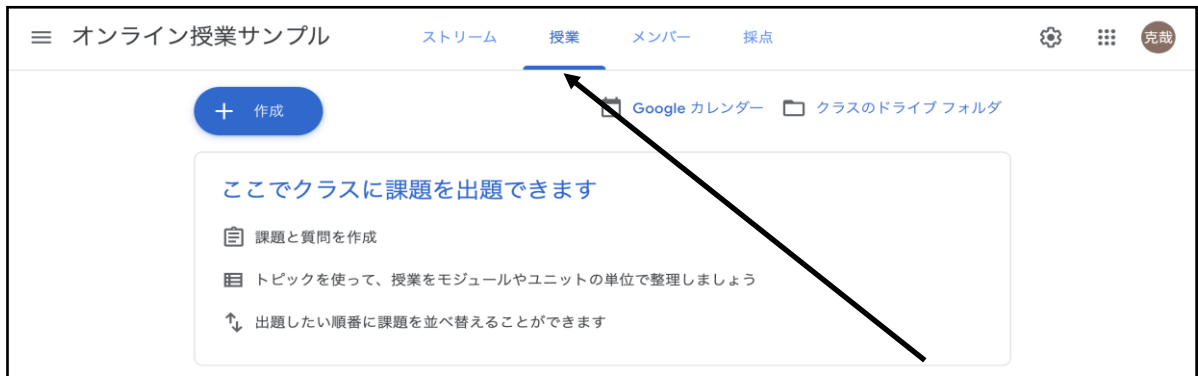 オンライン授業サンプル ストリーム 授業 メンバー 採点 克哉
作成 Google カレンダー クラスのドライブ フォルダ
ここでクラスに課題を出題できます
課題と質問を作成
トピックを使って、授業をモジュールやユニットの単位で整理しましょう
出題したい順番に課題を並べ替えることができます